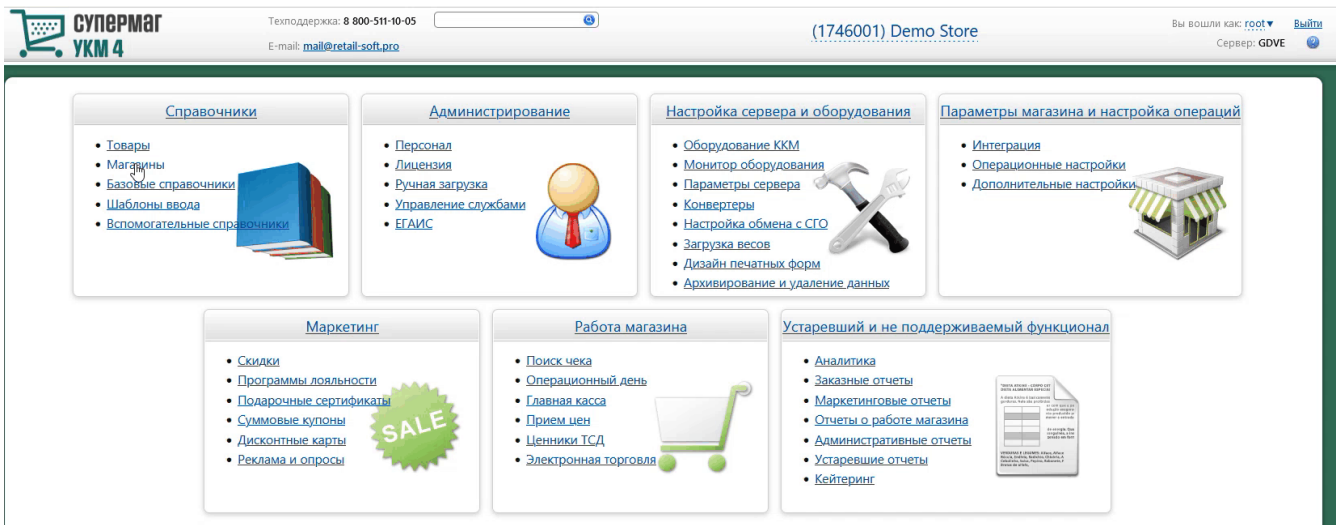 СУПЕРМАГ
УКМ 4
Техподдержка: 8 800-511-10-05
E-mail: mail@retail-soft.pro
(1746001) Demo Store
Вы вошли как: root▼ Выйти
Сервер: GDVE
Справочники
• Товары
• Магазины
• Базовые справочники
• Шаблоны ввода
• Вспомогательные справочники
Администрирование
• Персонал
• Лицензия
• Ручная загрузка
• Управление службами
• ЕГАИС
Настройка сервера и оборудования
• Оборудование ККМ
• Монитор оборудования
• Параметры сервера
• Конвертеры
• Настройка обмена с СГО
• Загрузка весов
• Дизайн печатных форм
• Архивирование и удаление данных
Параметры магазина и настройка операций
• Интеграция
• Операционные настройки
• Дополнительные настройки
Маркетинг
• Скидки
• Программы лояльности
• Подарочные сертификаты
• Суммовые купоны
• Дисконтные карты
• Реклама и опросы
SALE
Работа магазина
• Поиск чека
• Операционный день
• Главная касса
• Прием цен
• Ценники ТСД
• Электронная торговля
Устаревший и не поддерживаемый функционал
• Аналитика
• Заказные отчеты
• Маркетинговые отчеты
• Отчеты о работе магазина
• Административные отчеты
• Устаревшие отчеты
• Кейтеринг